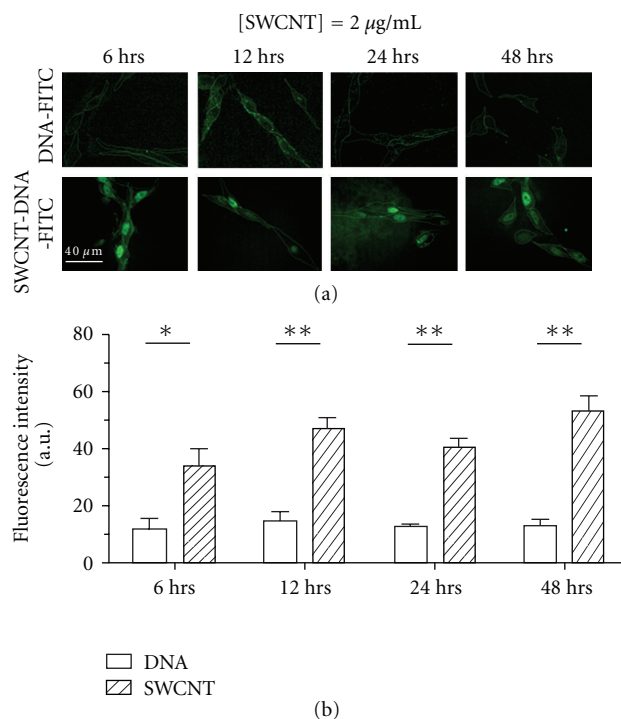 [SWCNT] = 2 μg/mL
6 hrs 12 hrs 24 hrs 48 hrs
DNA-FITC
SWCNT-DNA
-FITC
40 μm
(a)
* ** ** **
80
60
40
20
0
Fluorescence intensity
(a.u.)
6 hrs 12 hrs 24 hrs 48 hrs
DNA
SWCNT
(b)